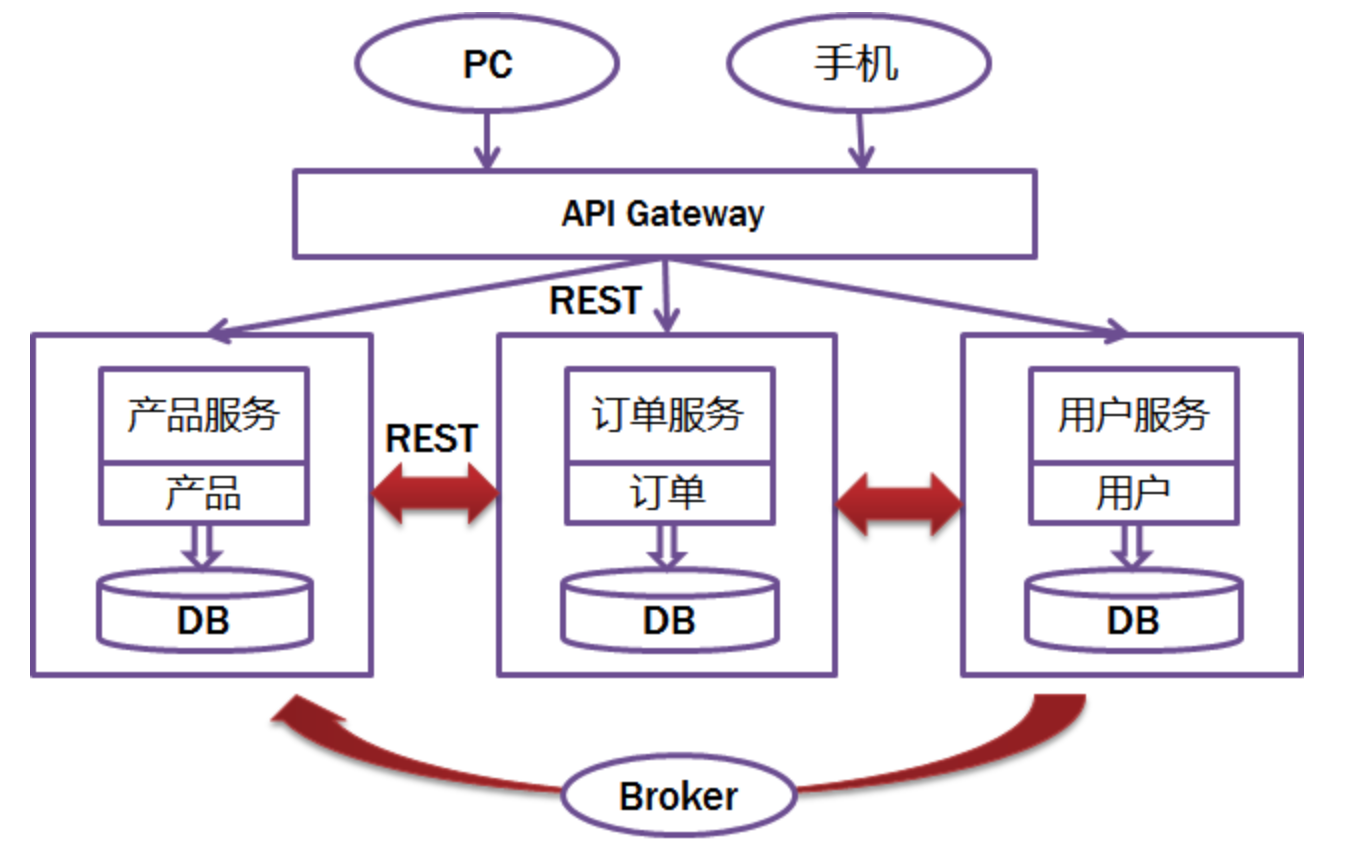 PC
手机
API Gateway
REST
产品服务
订单服务
用户服务
REST
产品
订单
用户
DB
DB
DB
Broker